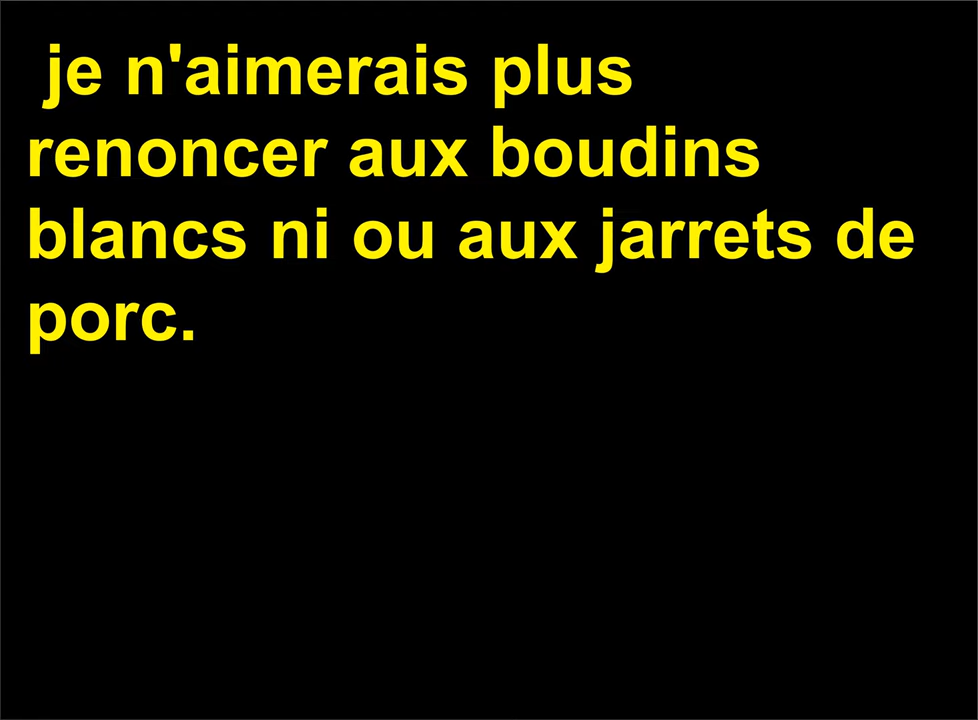 je n'aimerais plus
renoncer aux boudins
blancs ni ou aux jarrets de
porc.